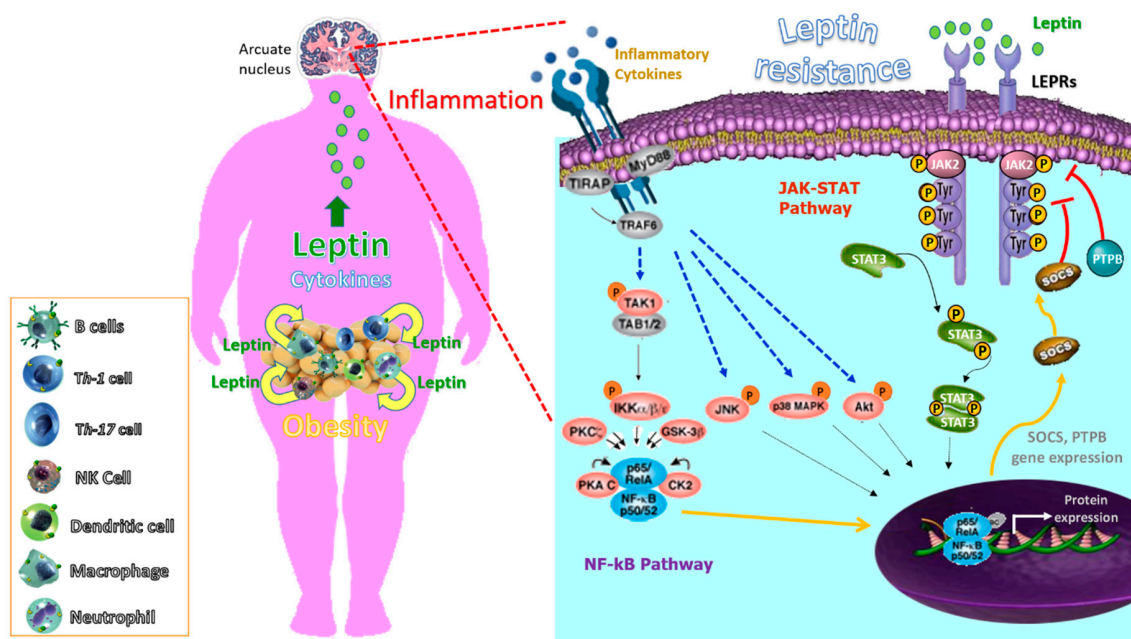 Arcuate
nucleus
Inflammation
Leptin
Cytokines
Leptin
Leptin
Leptin
Leptin
Obesity
B cells
Th-1 cell
Th-17 cell
NK Cell
Dendritic cell
Macrophage
Neutrophil
Inflammatory
Cytokines
Leptin
resistance
Leptin
LEPRs
MyD88
TIRAP
TRAF6
JAK-STAT
Pathway
P
JAK2
JAK2
P
P
Tyr
Tyr
P
P
Tyr
Tyr
P
P
Tyr
Tyr
P
PTPB
SOCS
STAT3
P
STAT3
P
SOCS
P
TAK1
TAB1/2
STAT3
P
P
STAT3
P
IKKα/β/ε
P
JNK
P
p38 MAPK
P
Akt
PKCζ
GSK-3β
p65/
RelA
PKA C
CK2
NF-κB
p50/52
SOCS, PTPB
gene expression
Protein
expression
p65/
RelA
NF-κB
p50/52
NF-kB Pathway